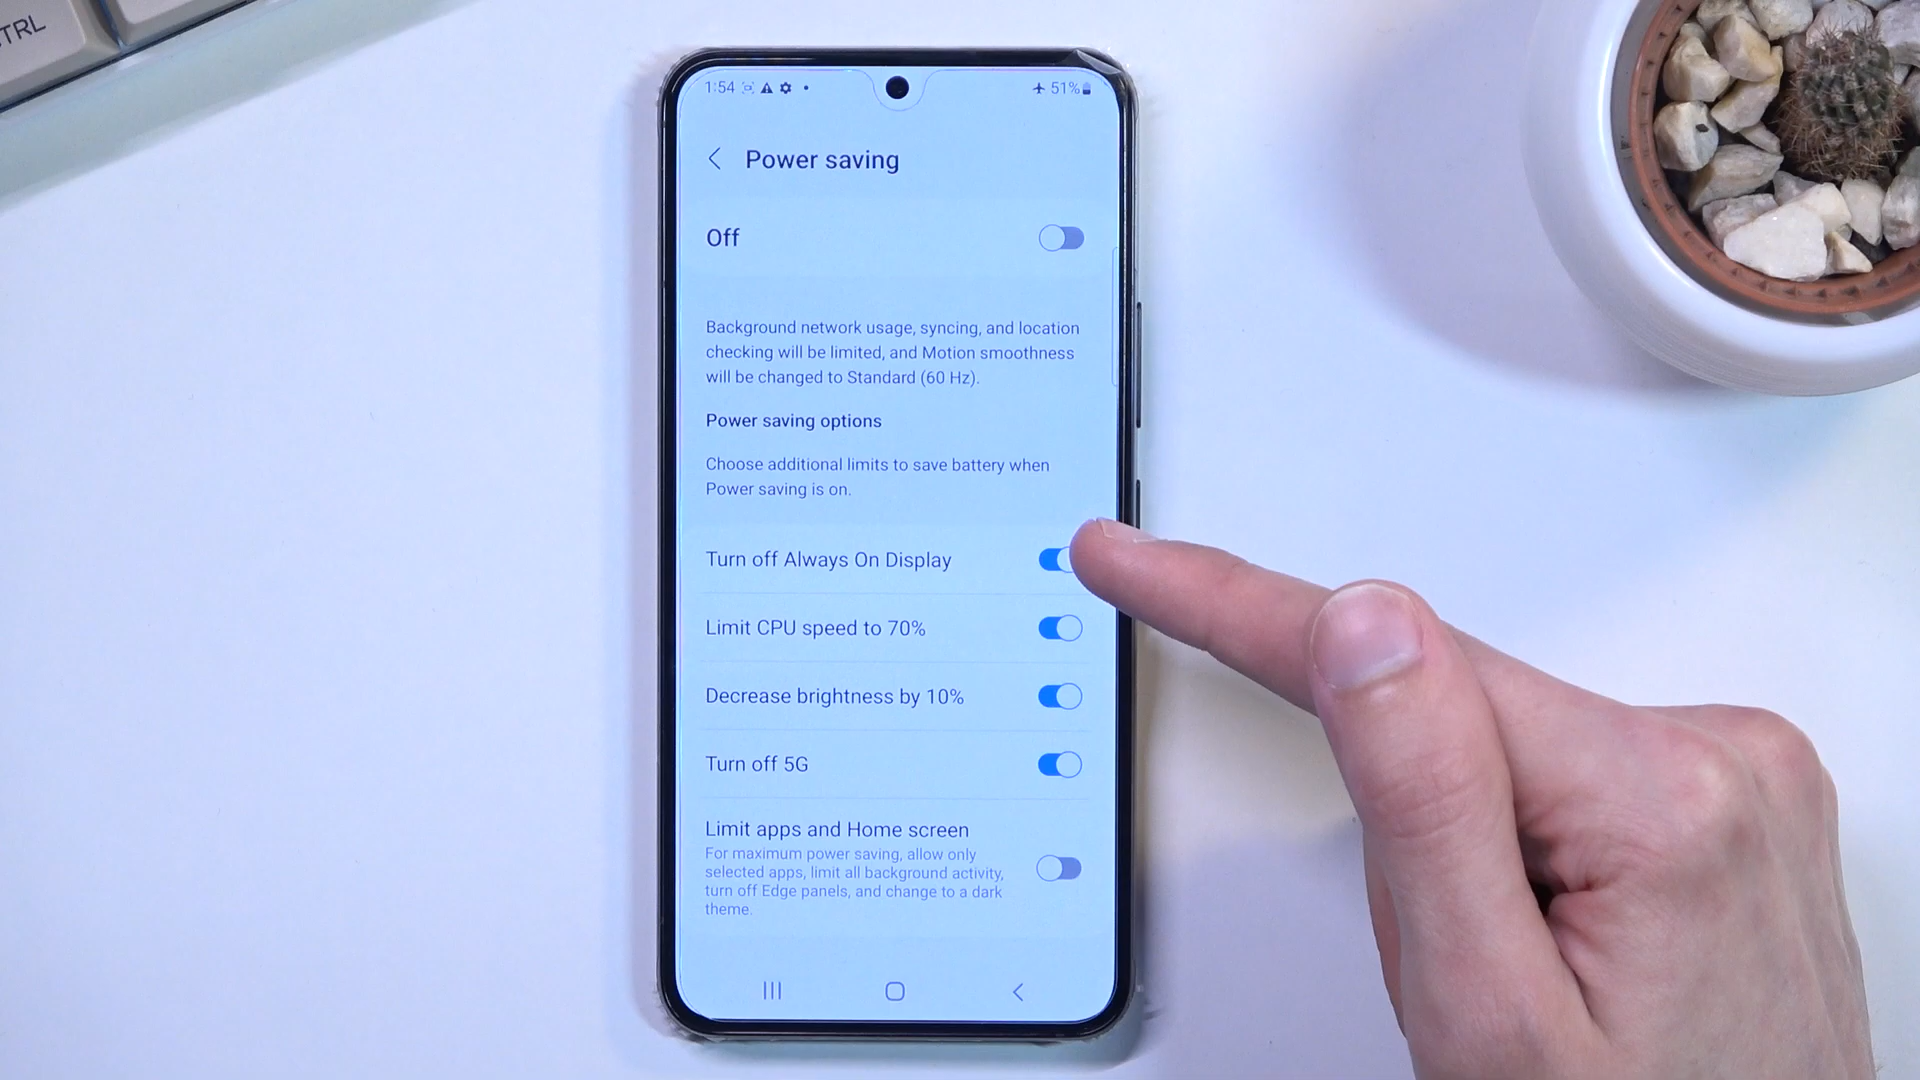 TRL
1:54
51%
Power saving
Off
Background network usage, syncing, and location
checking will be limited, and Motion smoothness
will be changed to Standard (60 Hz).
Power saving options
Choose additional limits to save battery when
Power saving is on.
Turn off Always On Display
Limit CPU speed to 70%
Decrease brightness by 10%
Turn off 5G
Limit apps and Home screen
For maximum power saving, allow only
selected apps, limit all background activity,
turn off Edge panels, and change to a dark
theme.